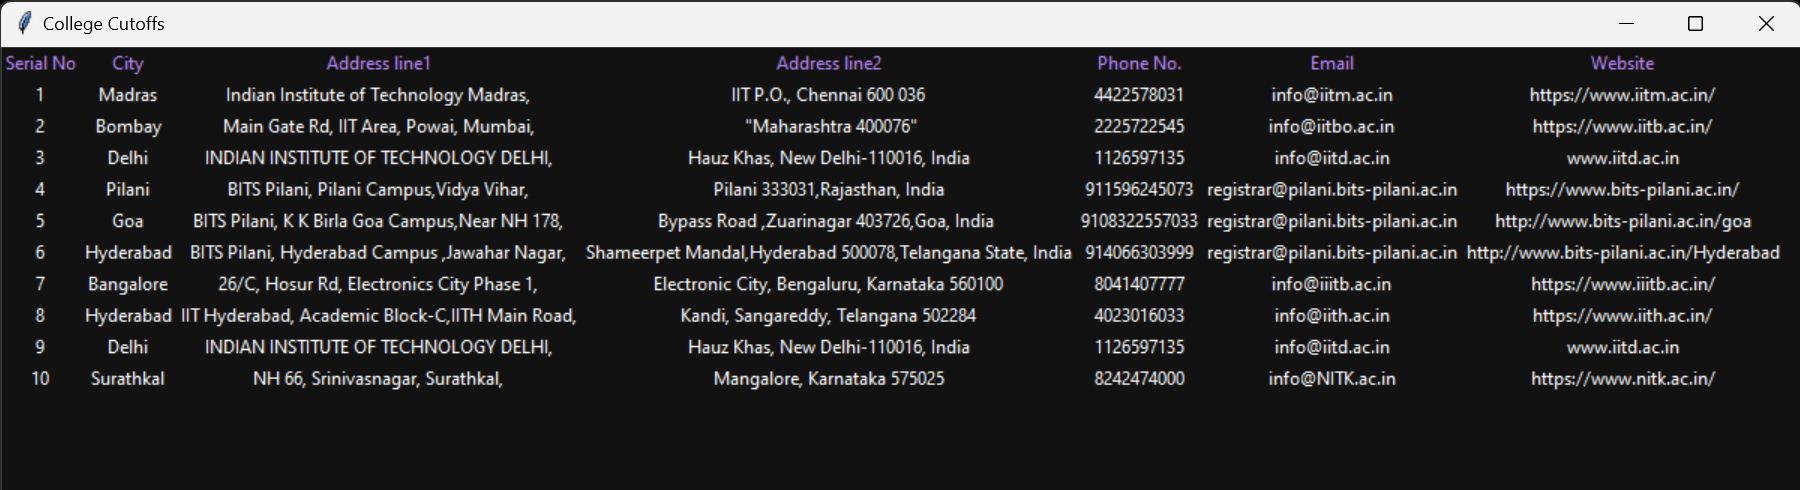 College Cutoffs
Serial No City Address line1 Address line2 Phone No. Email Website
1 Madras Indian Institute of Technology Madras, IIT P.O., Chennai 600 036 4422578031 info@iitm.ac.in https://www.iitm.ac.in/
2 Bombay Main Gate Rd, IIT Area, Powai, Mumbai, "Maharashtra 400076" 2225722545 info@iitbo.ac.in https://www.iitb.ac.in/
3 Delhi INDIAN INSTITUTE OF TECHNOLOGY DELHI, Hauz Khas, New Delhi-110016, India 1126597135 info@iitd.ac.in www.iitd.ac.in
4 Pilani BITS Pilani, Pilani Campus,Vidya Vihar, Pilani 333031,Rajasthan, India 911596245073 registrar@pilani.bits-pilani.ac.in https://www.bits-pilani.ac.in/
5 Goa BITS Pilani, K K Birla Goa Campus,Near NH 178, Bypass Road ,Zuarinagar 403726,Goa, India 9108322557033 registrar@pilani.bits-pilani.ac.in http://www.bits-pilani.ac.in/goa
6 Hyderabad BITS Pilani, Hyderabad Campus ,Jawahar Nagar, Shameerpet Mandal,Hyderabad 500078,Telangana State, India 914066303999 registrar@pilani.bits-pilani.ac.in http://www.bits-pilani.ac.in/Hyderabad
7 Bangalore 26/C, Hosur Rd, Electronics City Phase 1, Electronic City, Bengaluru, Karnataka 560100 8041407777 info@iiitb.ac.in https://www.iiitb.ac.in/
8 Hyderabad IIT Hyderabad, Academic Block-C,IITH Main Road, Kandi, Sangareddy, Telangana 502284 4023016033 info@iith.ac.in https://www.iith.ac.in/
9 Delhi INDIAN INSTITUTE OF TECHNOLOGY DELHI, Hauz Khas, New Delhi-110016, India 1126597135 info@iitd.ac.in www.iitd.ac.in
10 Surathkal NH 66, Srinivasnagar, Surathkal, Mangalore, Karnataka 575025 8242474000 info@NITK.ac.in https://www.nitk.ac.in/